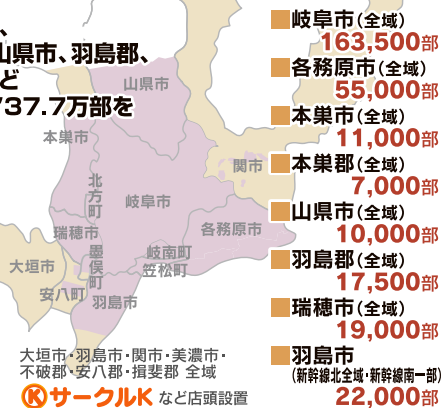 、
山県市、羽島郡、
ど
37.7万部を
山県市
本巣市
関市
北方町
岐阜市
瑞穂市
各務原市
墨俣町
岐南町
笠松町
大垣市
安八町
羽島市
岐阜市(全域)
163,500部
各務原市(全域)
55,000部
本巣市(全域)
11,000部
本巣郡(全域)
7,000部
山県市(全域)
10,000部
羽島郡(全域)
17,500部
瑞穂市(全域)
19,000部
羽島市
(新幹線北全域・新幹線南一部)
22,000部
大垣市・羽島市・関市・美濃市・
不破郡・安八郡・揖斐郡 全域
ⓀサークルK など店頭設置